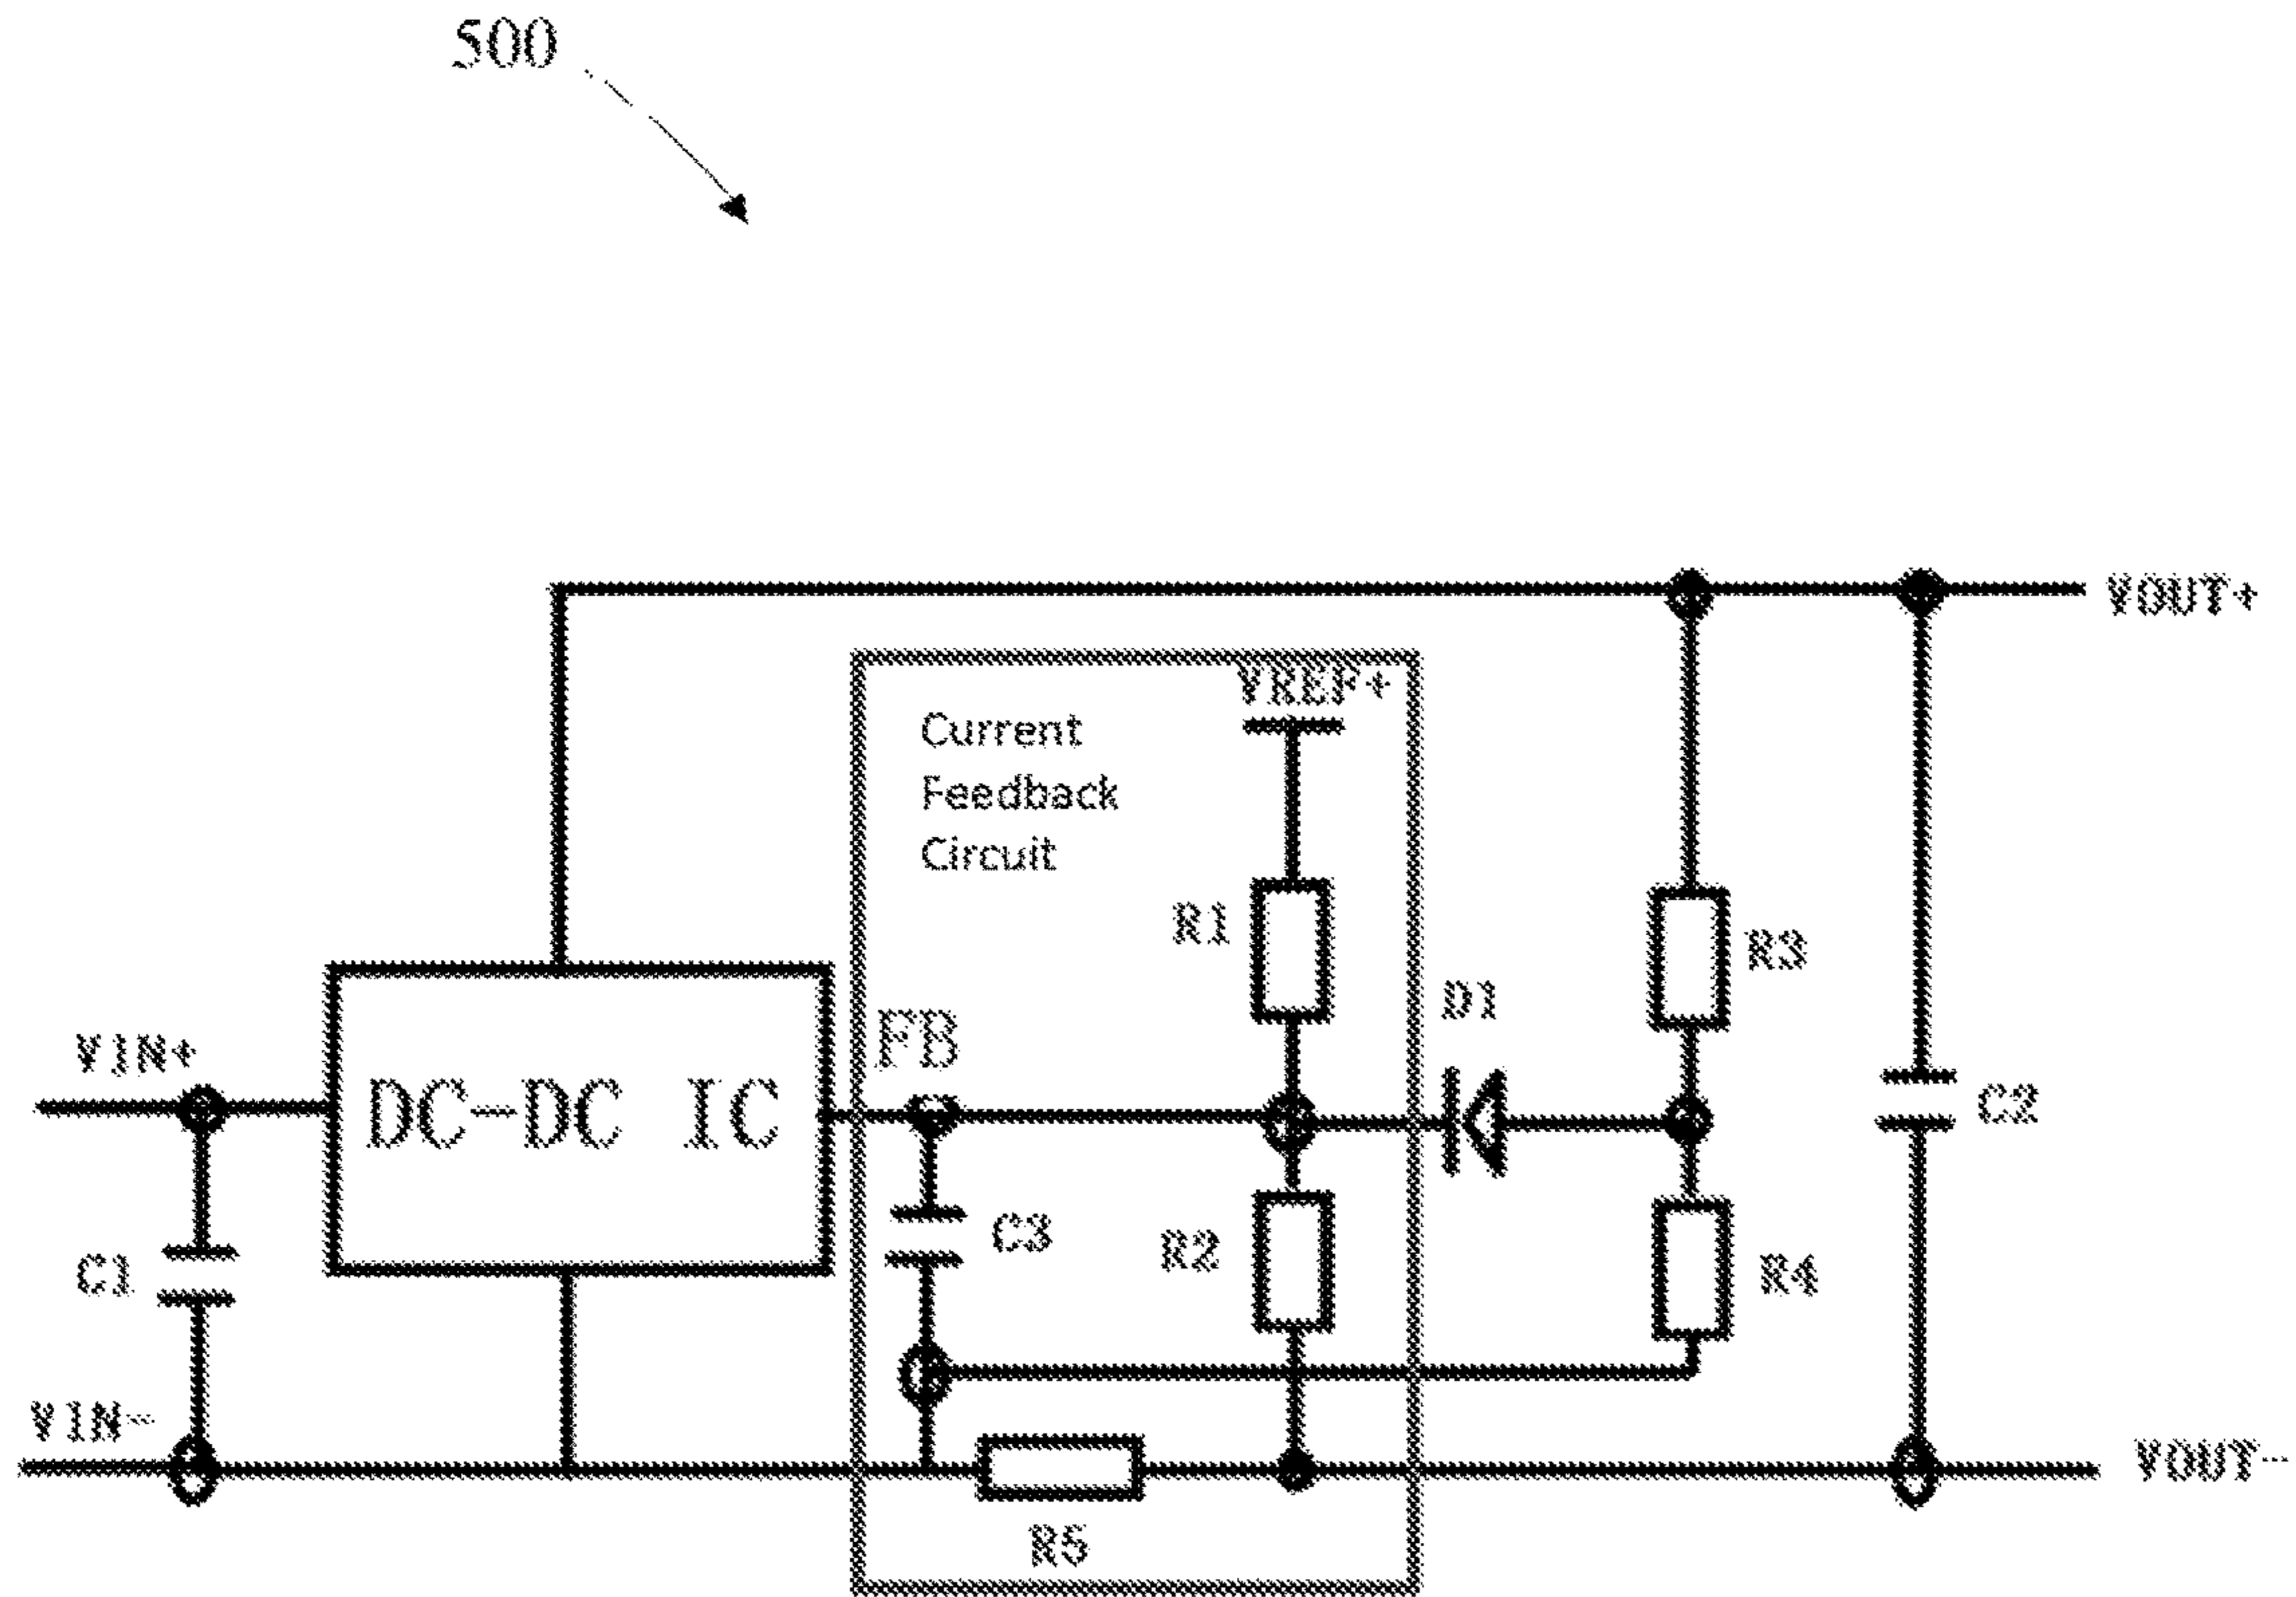 500
VOUT+
VREF+
Current
Feedback
Circuit
R1
R3
D1
FB
VIN+
DC-DC IC
C2
C3
R2
C1
R4
VIN-
VOUT-
R5